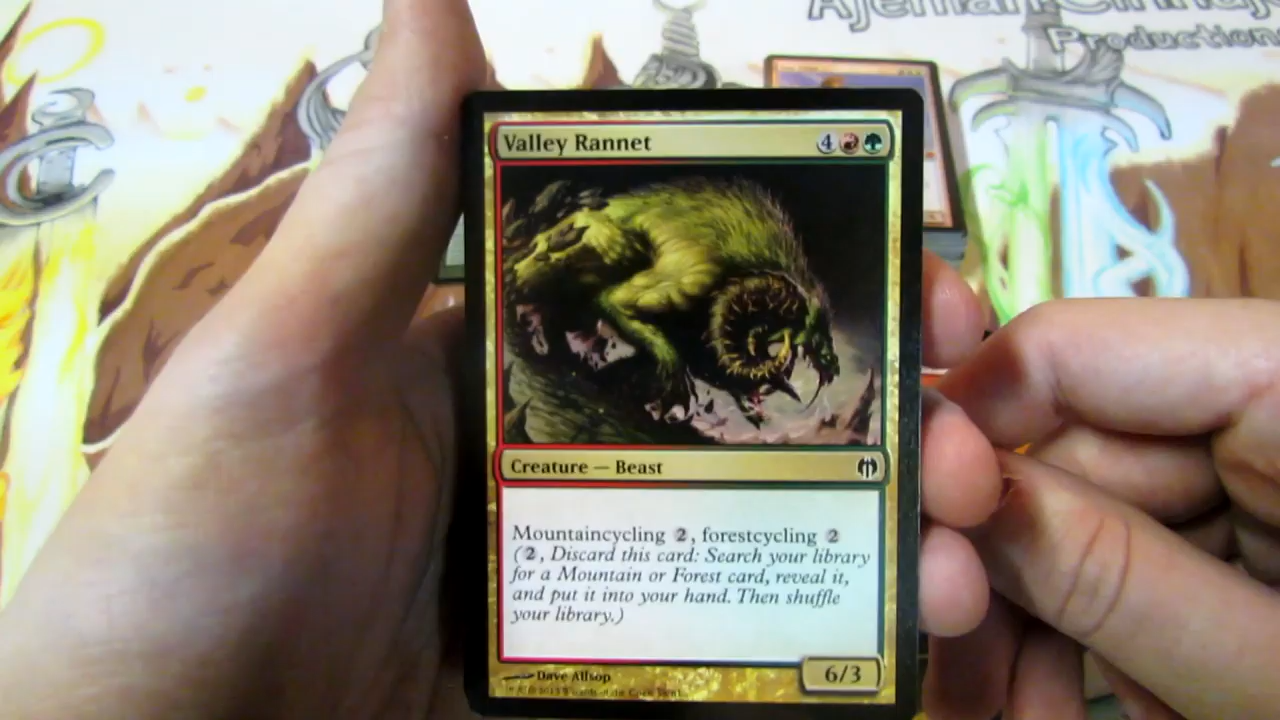 Productions
Valley Rannet 4
Creature — Beast
Mountaincycling 2, forestcycling 2
(2, Discard this card: Search your library
for a Mountain or Forest card, reveal it,
and put it into your hand. Then shuffle
your library.)
6/3
Dave Allsop